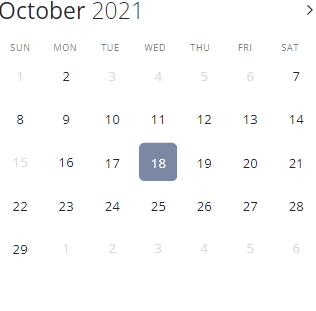 October 2021
SUN MON TUE WED THU FRI SAT
1 2 3 4 5 6 7
8 9 10 11 12 13 14
15 16 17 18 19 20 21
22 23 24 25 26 27 28
29 1 2 3 4 5 6